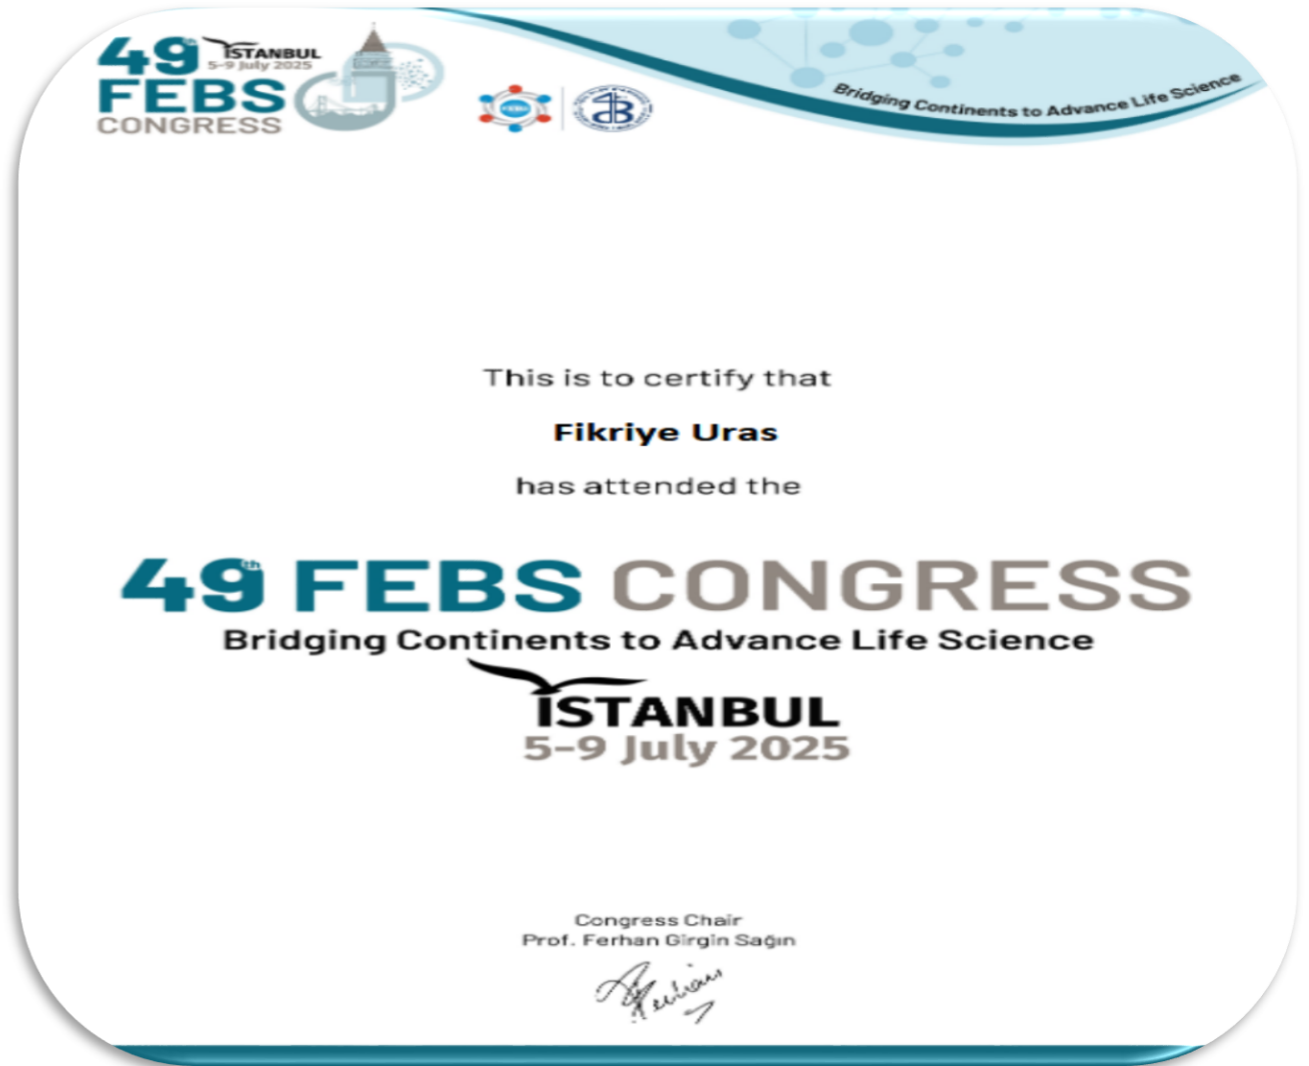 49th İSTANBUL
5-9 July 2025
FEBS
CONGRESS
Bridging Continents to Advance Life Science
This is to certify that
Fikriye Uras
has attended the
49th FEBS CONGRESS
Bridging Continents to Advance Life Science
İSTANBUL
5-9 July 2025
Congress Chair
Prof. Ferhan Girgin Sağın